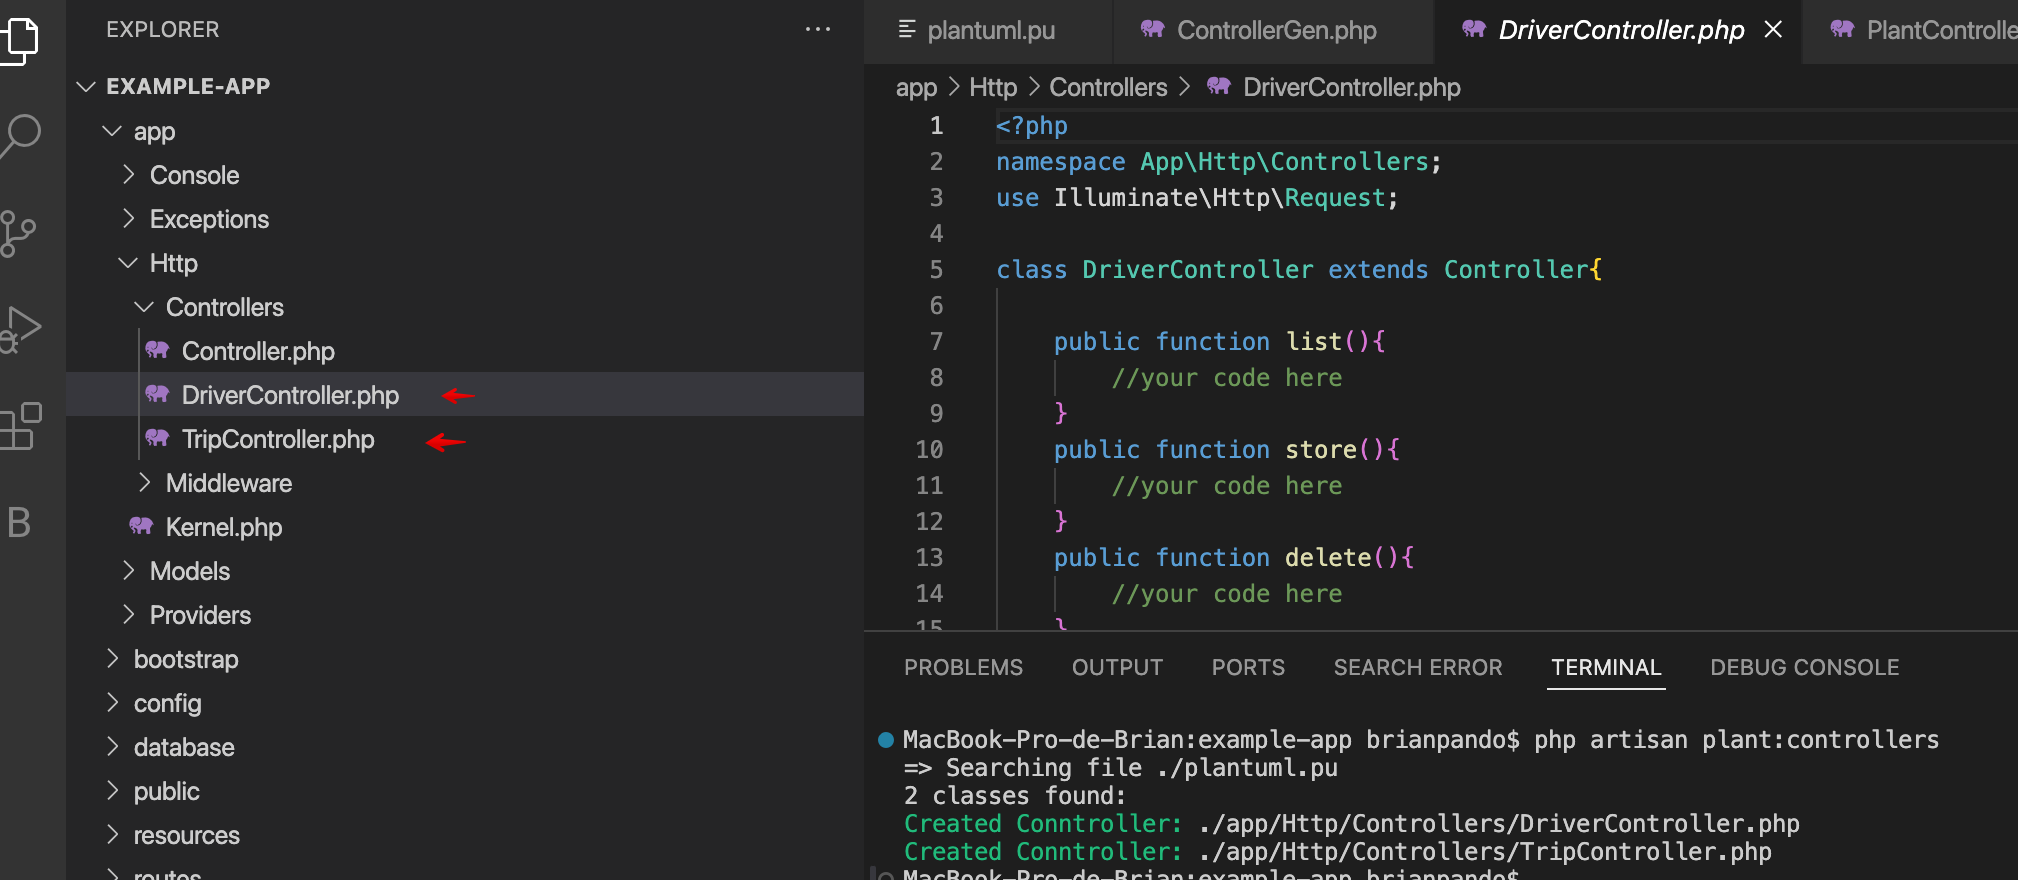 EXPLORER
EXAMPLE-APP
app
Console
Exceptions
Http
Controllers
Controller.php
DriverController.php
TripController.php
Middleware
Kernel.php
Models
Providers
bootstrap
config
database
public
resources
routes
B
plantuml.pu
ControllerGen.php
DriverController.php
PlantControlle
app > Http > Controllers > DriverController.php
1 <?php
2 namespace App\Http\Controllers;
3 use Illuminate\Http\Request;
4
5 class DriverController extends Controller{
6
7 public function list(){
8 //your code here
9 }
10 public function store(){
11 //your code here
12 }
13 public function delete(){
14 //your code here
15 }
PROBLEMS OUTPUT PORTS SEARCH ERROR TERMINAL DEBUG CONSOLE
MacBook-Pro-de-Brian:example-app brianpando$ php artisan plant:controllers
=> Searching file ./plantuml.pu
2 classes found:
Created Conntroller: ./app/Http/Controllers/DriverController.php
Created Conntroller: ./app/Http/Controllers/TripController.php
MacBook-Pro-de-Brian:example-app brianpando$